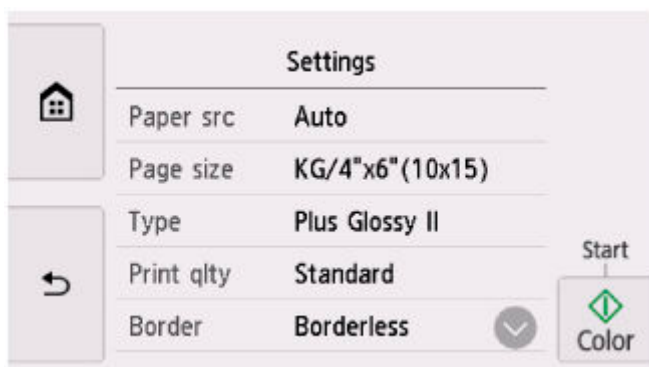 Settings
Paper src Auto
Page size KG/4"x6"(10x15)
Type Plus Glossy II
Print qlty Standard
Border Borderless
Start
Color